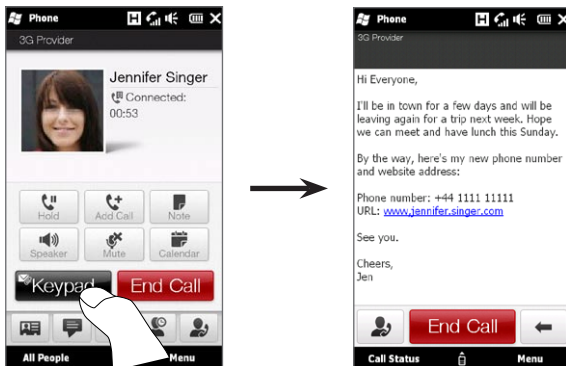 Phone
H
3G Provider
Jennifer Singer
Connected:
00:53
Hold
Add Call
Note
Speaker
Mute
Calendar
Keypad
End Call
All People
Menu
Phone
H
3G Provider
Hi Everyone,
I'll be in town for a few days and will be
leaving again for a trip next week. Hope
we can meet and have lunch this Sunday.
By the way, here's my new phone number
and website address:
Phone number: +44 1111 11111
URL: www.jennifer.singer.com
See you.
Cheers,
Jen
End Call
Call Status
Menu